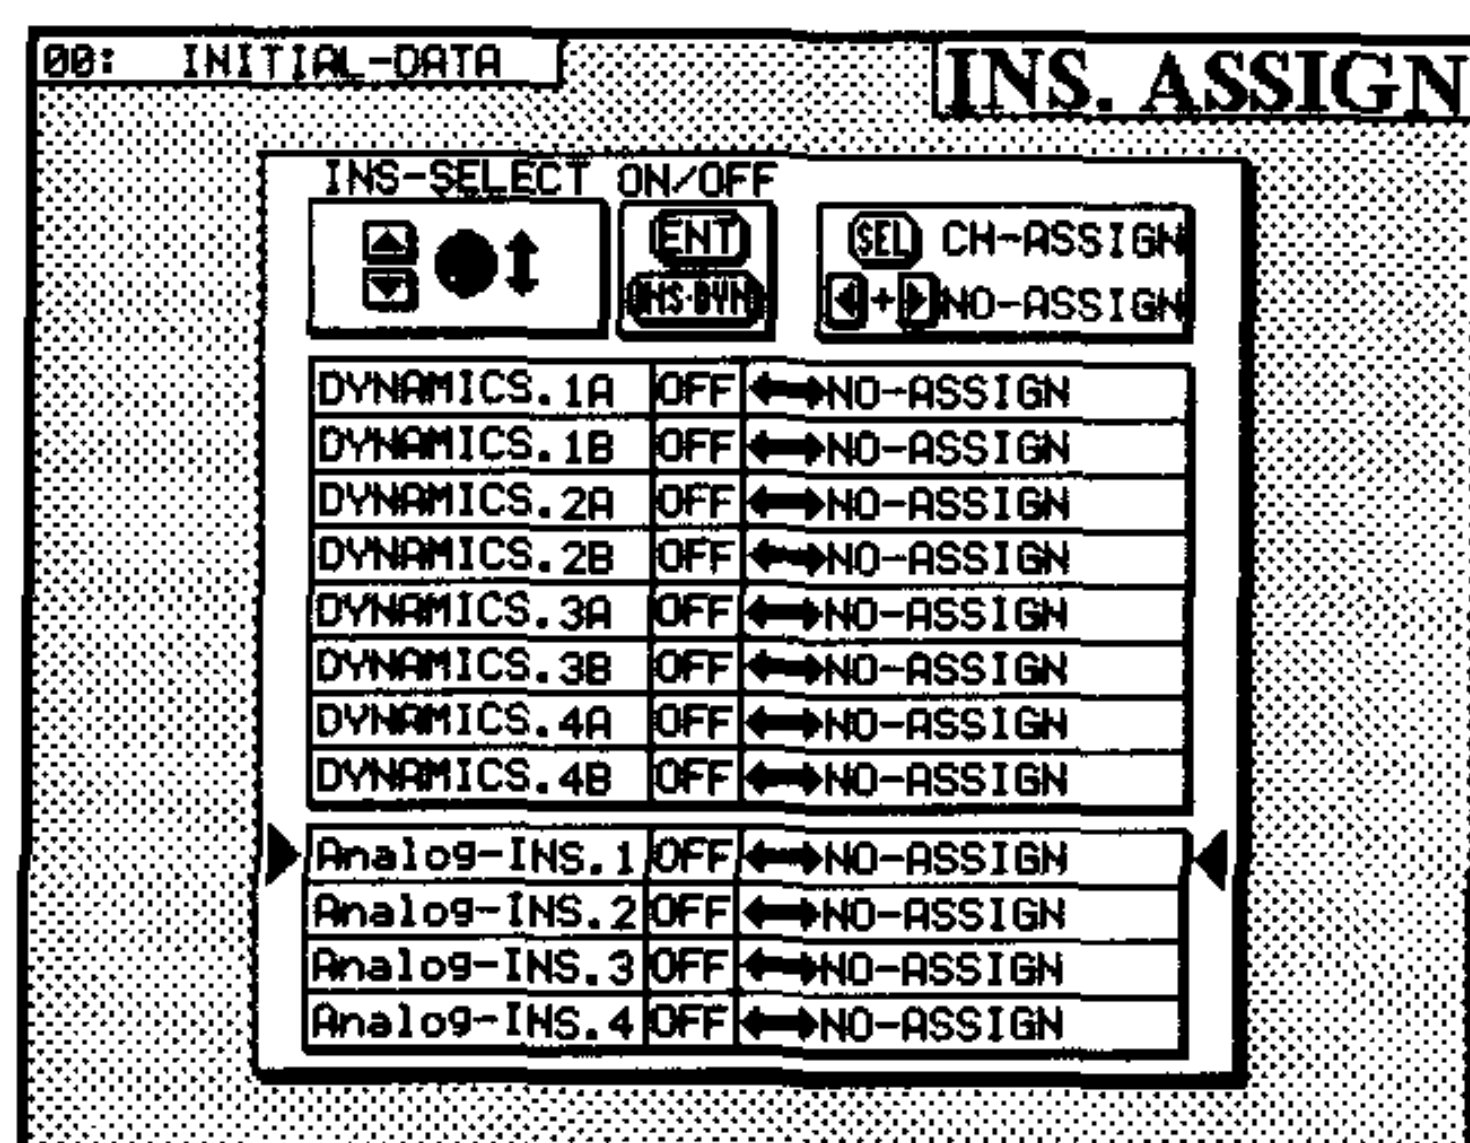 00: INITIAL-DATA
INS. ASSIGN
INS-SELECT ON/OFF
ENT
SEL CH-ASSIGN
INS·DYN
+ NO-ASSIGN
DYNAMICS.1A OFF NO-ASSIGN
DYNAMICS.1B OFF NO-ASSIGN
DYNAMICS.2A OFF NO-ASSIGN
DYNAMICS.2B OFF NO-ASSIGN
DYNAMICS.3A OFF NO-ASSIGN
DYNAMICS.3B OFF NO-ASSIGN
DYNAMICS.4A OFF NO-ASSIGN
DYNAMICS.4B OFF NO-ASSIGN
Analog-INS.1 OFF NO-ASSIGN
Analog-INS.2 OFF NO-ASSIGN
Analog-INS.3 OFF NO-ASSIGN
Analog-INS.4 OFF NO-ASSIGN